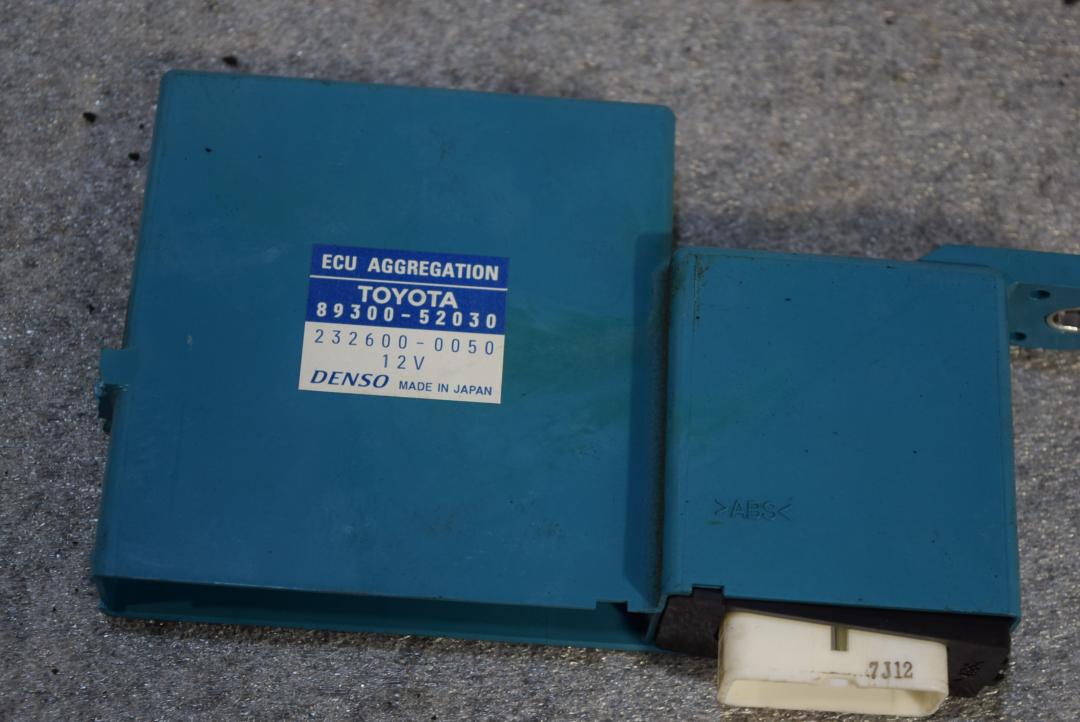 ECU AGGREGATION
TOYOTA
89300-52030
232600-0050
12V
DENSO MADE IN JAPAN
>ABS<
7J12